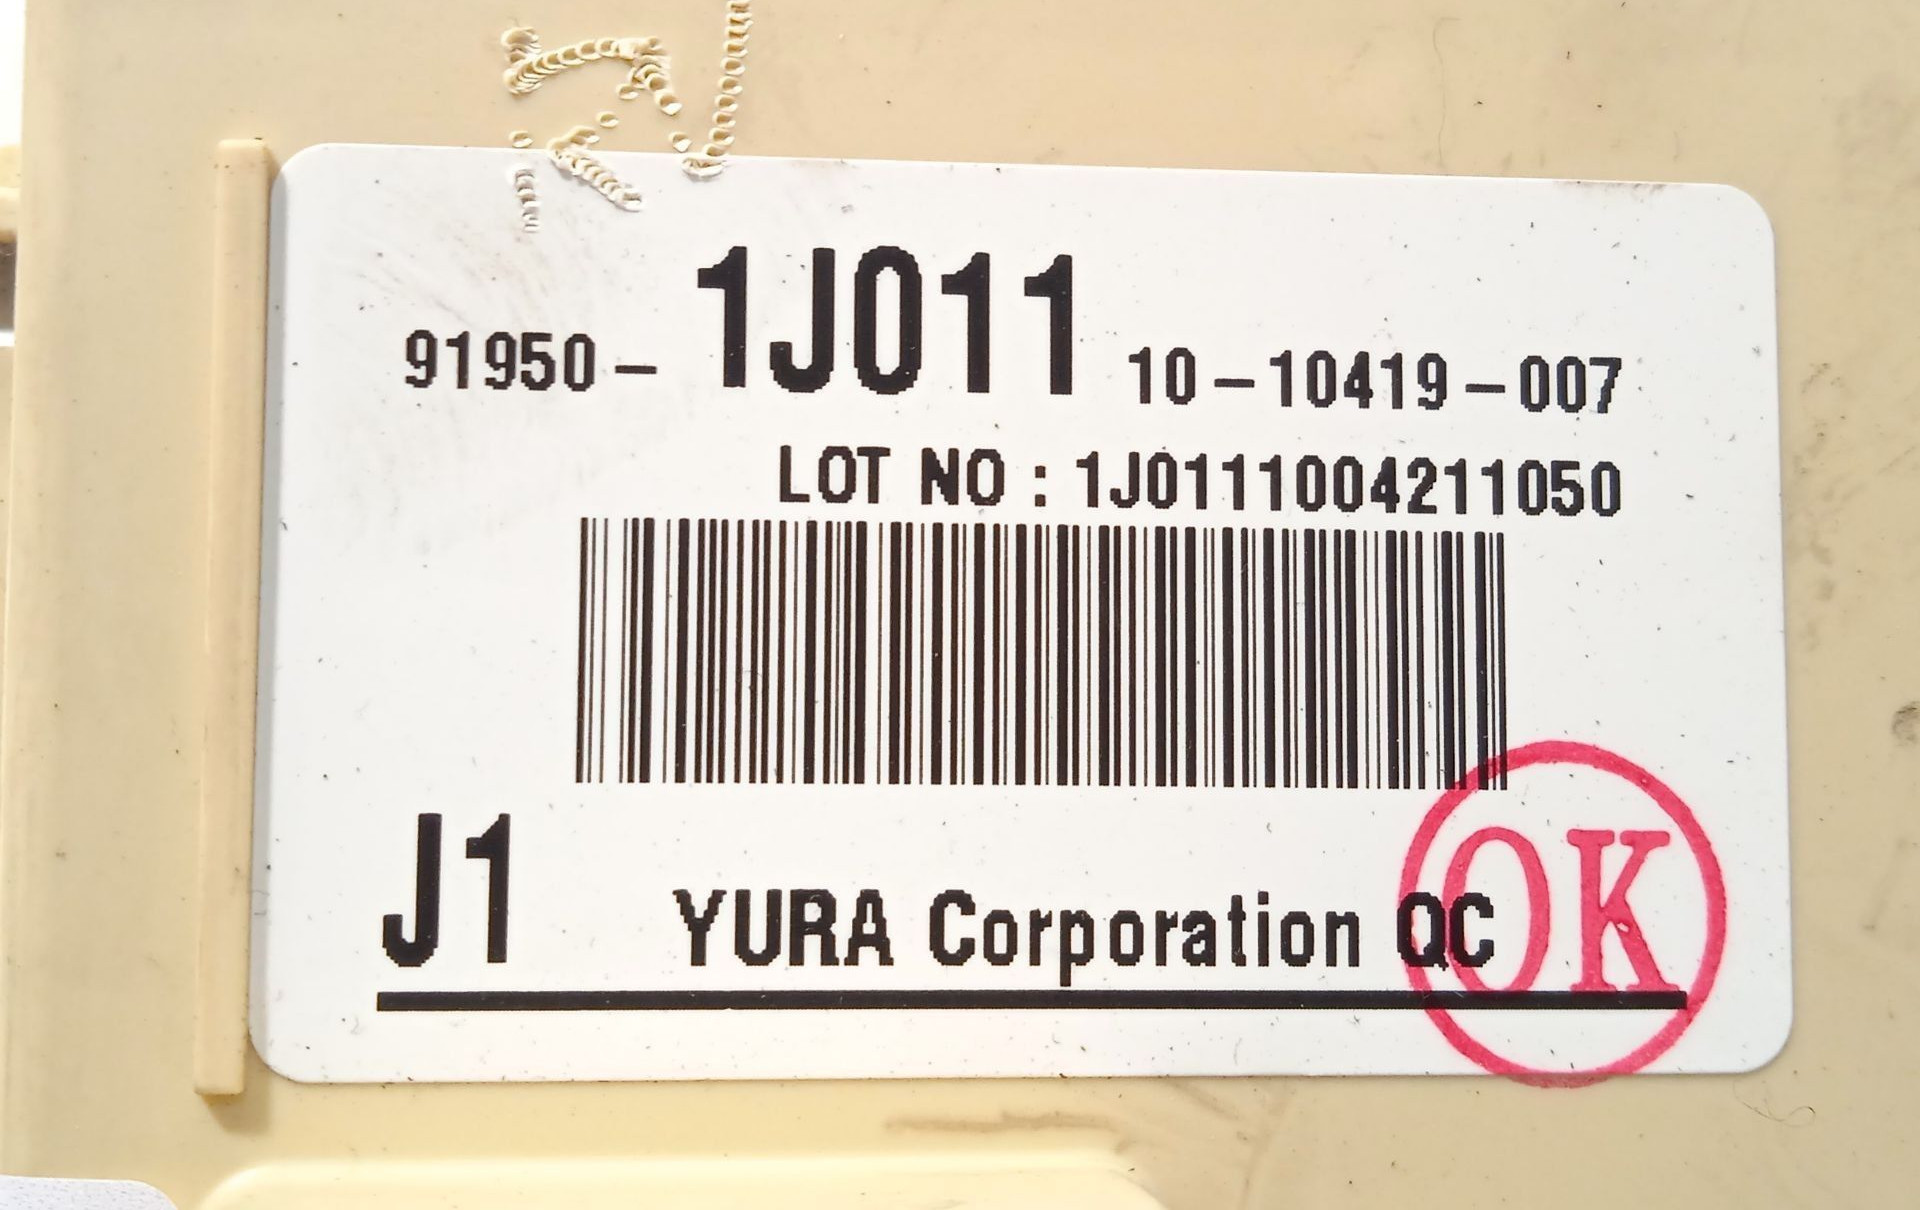 91950-1J011 10-10419-007
LOT NO : 1J0111004211050
J1 YURA Corporation QC
OK